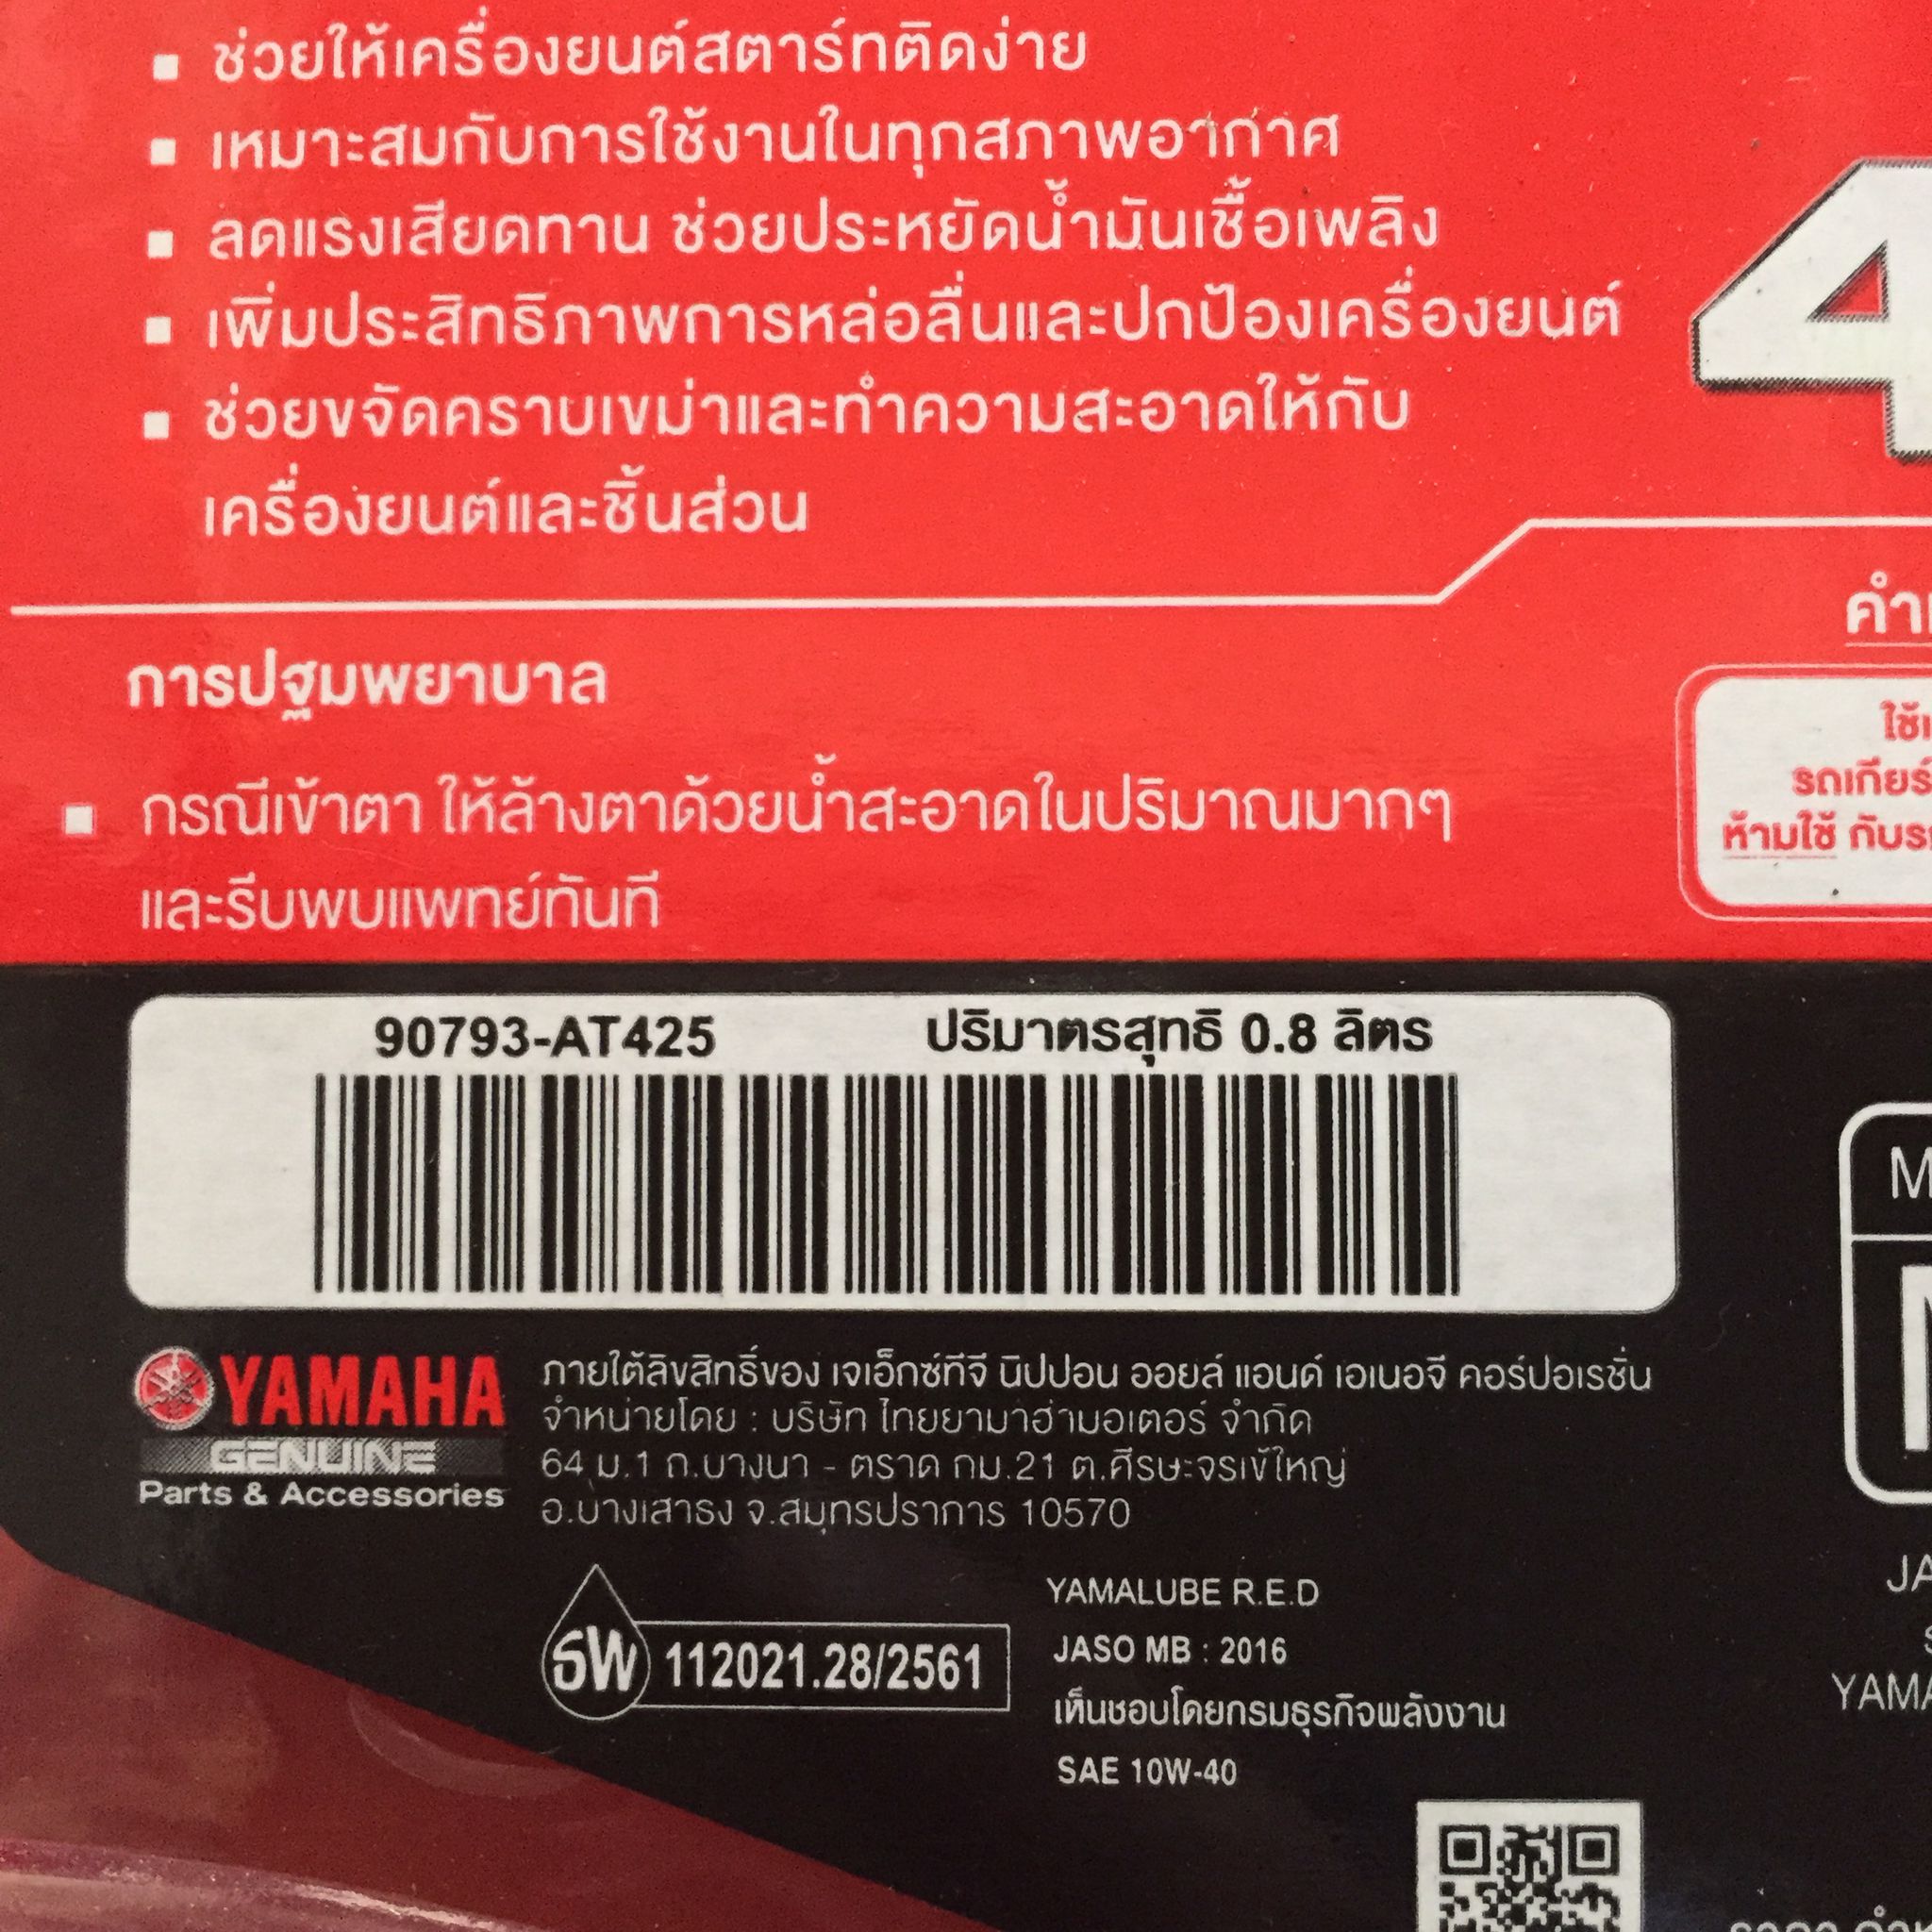 ช่วยให้เครื่องยนต์สตาร์ทติดง่าย
เหมาะสมกับการใช้งานในทุกสภาพอากาศ
ลดแรงเสียดทาน ช่วยประหยัดน้ำมันเชื้อเพลิง
เพิ่มประสิทธิภาพการหล่อลื่นและปกป้องเครื่องยนต์
ช่วยขจัดคราบเขม่าและทำความสะอาดให้กับ
เครื่องยนต์และชิ้นส่วน
4
การปฐมพยาบาล
กรณีเข้าตา ให้ล้างตาด้วยน้ำสะอาดในปริมาณมากๆ
และรีบพบแพทย์ทันที
รถเกียร์
ห้ามใช้ กับ
90793-AT425 ปริมาตรสุทธิ 0.8 ลิตร
YAMAHA
GENUINE
Parts & Accessories
ภายใต้ลิขสิทธิ์ของ เจเอ็กซ์ทีจี นิปปอน ออยล์ แอนด์ เอเนอจี คอร์ปอเรชั่น
จำหน่ายโดย : บริษัท ไทยยามาฮ่ามอเตอร์ จำกัด
64 ม.1 ถ.บางนา - ตราด กม.21 ต.ศีรษะจรเข้ใหญ่
อ.บางเสาธง จ.สมุทรปราการ 10570
ธพ 112021.28/2561
YAMALUBE R.E.D
JASO MB : 2016
เห็นชอบโดยกรมธุรกิจพลังงาน
SAE 10W-40
M
JA
YAMA